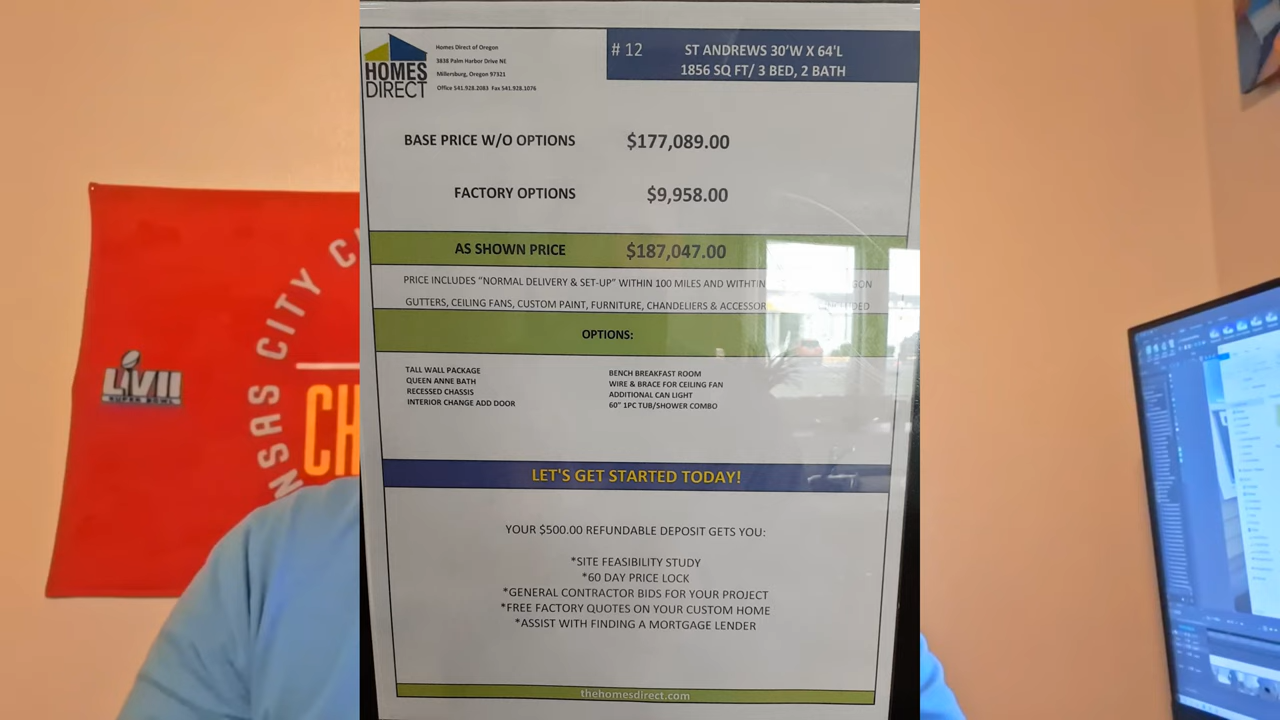 HOMES
DIRECT
Homes Direct of Oregon
3838 Palm Harbor Drive NE
Millersburg, Oregon 97321
Office 541.928.2083 Fax 541.928.1076
# 12
ST ANDREWS 30'W X 64'L
1856 SQ FT/ 3 BED, 2 BATH
BASE PRICE W/O OPTIONS $177,089.00
FACTORY OPTIONS $9,958.00
AS SHOWN PRICE $187,047.00
PRICE INCLUDES "NORMAL DELIVERY & SET-UP" WITHIN 100 MILES AND
GUTTERS, CEILING FANS, CUSTOM PAINT, FURNITURE, CHANDELIERS &
OPTIONS:
TALL WALL PACKAGE
QUEEN ANNE BATH
RECESSED CHASSIS
INTERIOR CHANGE ADD DOOR
BENCH BREAKFAST ROOM
WIRE & BRACE FOR CEILING FAN
ADDITIONAL CAN LIGHT
60" 1PC TUB/SHOWER COMBO
LET'S GET STARTED TODAY!
YOUR $500.00 REFUNDABLE DEPOSIT GETS YOU:
*SITE FEASIBILITY STUDY
*60 DAY PRICE LOCK
*GENERAL CONTRACTOR BIDS FOR YOUR PROJECT
*FREE FACTORY QUOTES ON YOUR CUSTOM HOME
*ASSIST WITH FINDING A MORTGAGE LENDER
thehomesdirect.com
LVII
SUPER BOWL